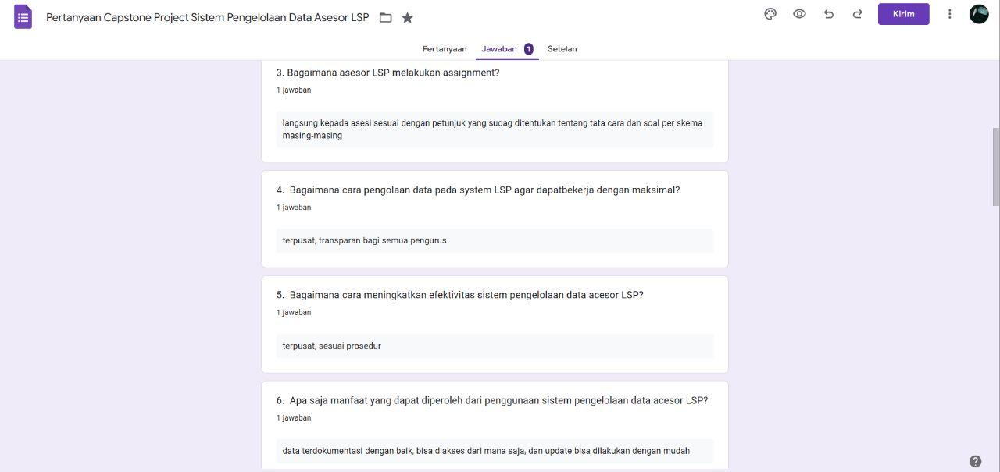 Pertanyaan Capstone Project Sistem Pengelolaan Data Asesor LSP
Kirim
Pertanyaan Jawaban 1 Setelan
3. Bagaimana asesor LSP melakukan assignment?
1 jawaban
langsung kepada asesi sesuai dengan petunjuk yang sudag ditentukan tentang tata cara dan soal per skema
masing-masing
4. Bagaimana cara pengolaan data pada system LSP agar dapatbekerja dengan maksimal?
1 jawaban
terpusat, transparan bagi semua pengurus
5. Bagaimana cara meningkatkan efektivitas sistem pengelolaan data acesor LSP?
1 jawaban
terpusat, sesuai prosedur
6. Apa saja manfaat yang dapat diperoleh dari penggunaan sistem pengelolaan data acesor LSP?
1 jawaban
data terdokumentasi dengan baik, bisa diakses dari mana saja, dan update bisa dilakukan dengan mudah